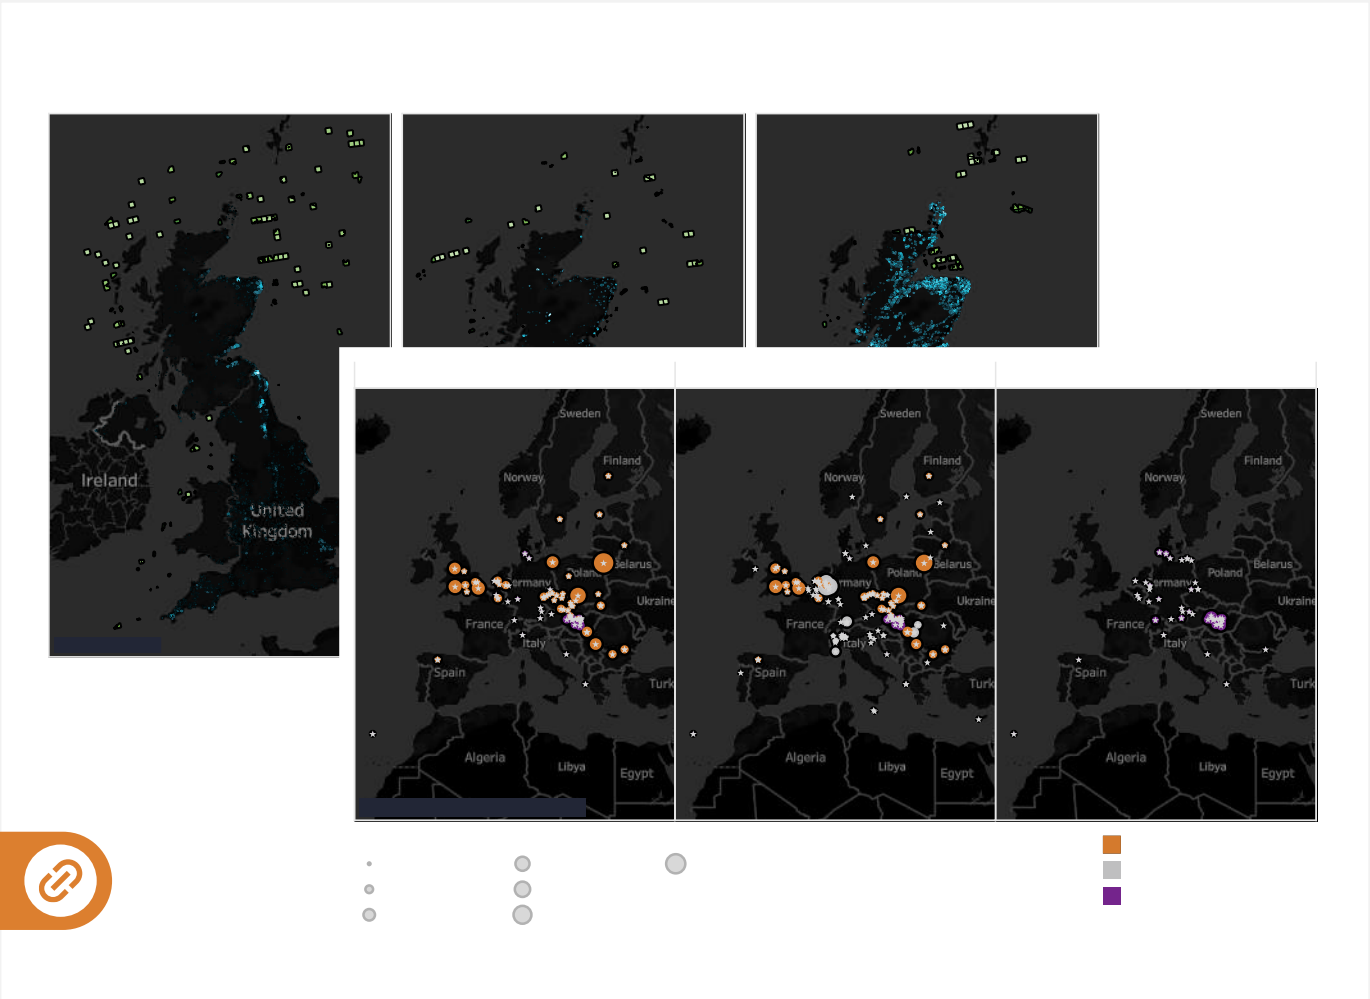 Ireland
United
Kingdom
Sweden
Finland
Norway
Belarus
Poland
Germany
Ukraine
France
Italy
Spain
Turk
Algeria
Libya
Egypt
Sweden
Finland
Norway
Belarus
Poland
rmany
Ukraine
France
Italy
Spain
Turk
Algeria
Libya
Egypt
Sweden
Finland
Norway
Belarus
Poland
Germany
Ukraine
France
Italy
Spain
Turk
Algeria
Libya
Egypt